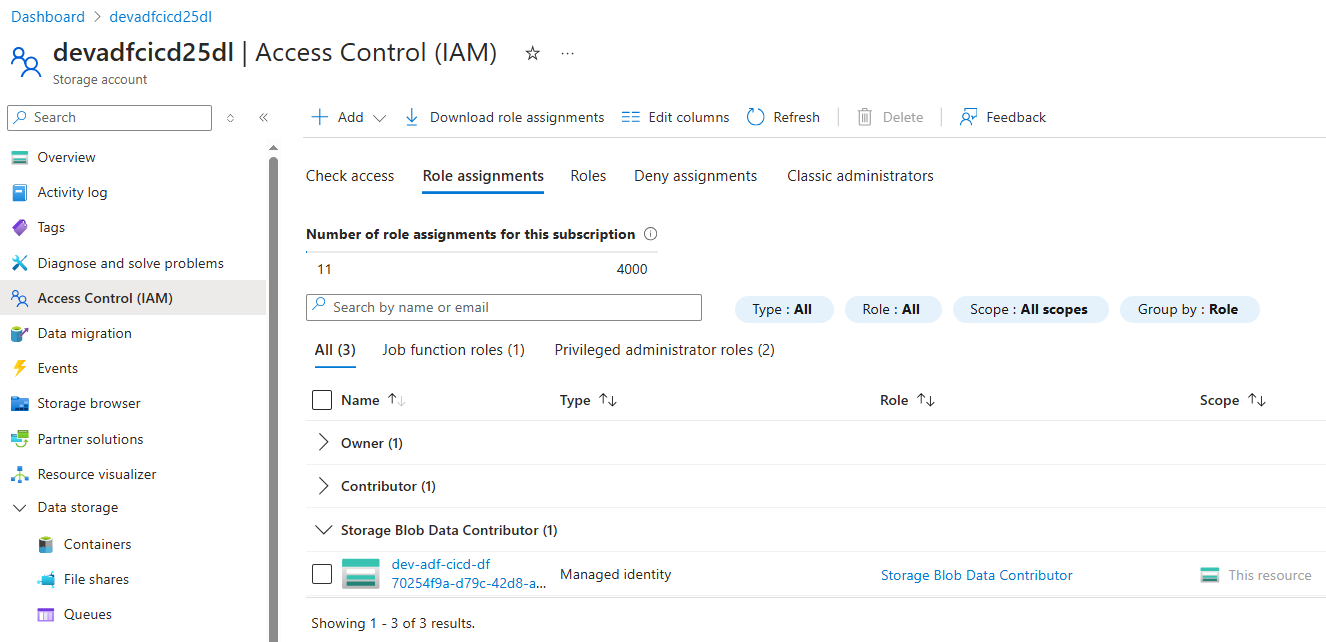 Dashboard > devadfcicd25dl
devadfcicd25dl | Access Control (IAM) ☆ ...
Storage account
Search
Overview
Activity log
Tags
Diagnose and solve problems
Access Control (IAM)
Data migration
Events
Storage browser
Partner solutions
Resource visualizer
Data storage
Containers
File shares
Queues
Add
Download role assignments
Edit columns
Refresh
Delete
Feedback
Check access Role assignments Roles Deny assignments Classic administrators
Number of role assignments for this subscription
11 4000
Search by name or email
Type : All
Role : All
Scope : All scopes
Group by : Role
All (3) Job function roles (1) Privileged administrator roles (2)
Name ↑↓ Type ↑↓ Role ↑↓ Scope ↑↓
Owner (1)
Contributor (1)
Storage Blob Data Contributor (1)
dev-adf-cicd-df
70254f9a-d79c-42d8-a... Managed identity Storage Blob Data Contributor This resource
Showing 1 - 3 of 3 results.